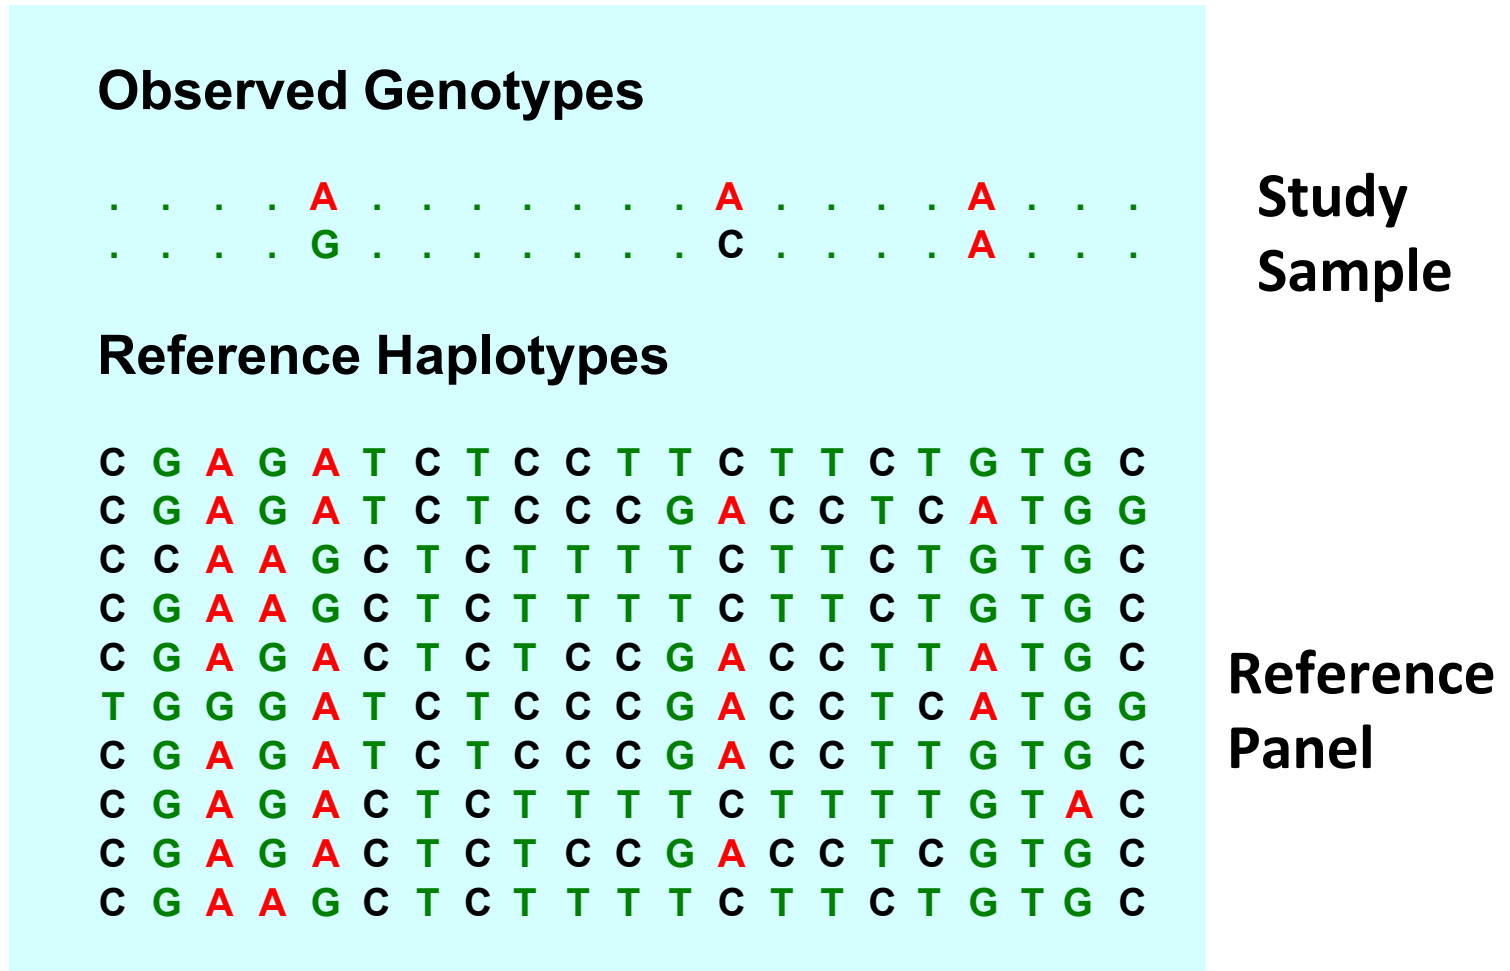 Observed Genotypes
. . . . A . . . . . . . A . . . . A . . .
. . . . G . . . . . . . C . . . . A . . .
Study
Sample
Reference Haplotypes
C G A G A T C T C C T T C T T C T G T G C
C G A G A T C T C C C G A C C T C A T G G
C C A A G C T C T T T T C T T C T G T G C
C G A A G C T C T T T T C T T C T G T G C
C G A G A C T C T C C G A C C T T A T G C
T G G G A T C T C C C G A C C T C A T G G
C G A G A T C T C C C G A C C T T G T G C
C G A G A C T C T T T T C T T T T G T A C
C G A G A C T C T C C G A C C T C G T G C
C G A A G C T C T T T T C T T C T G T G C
Reference
Panel